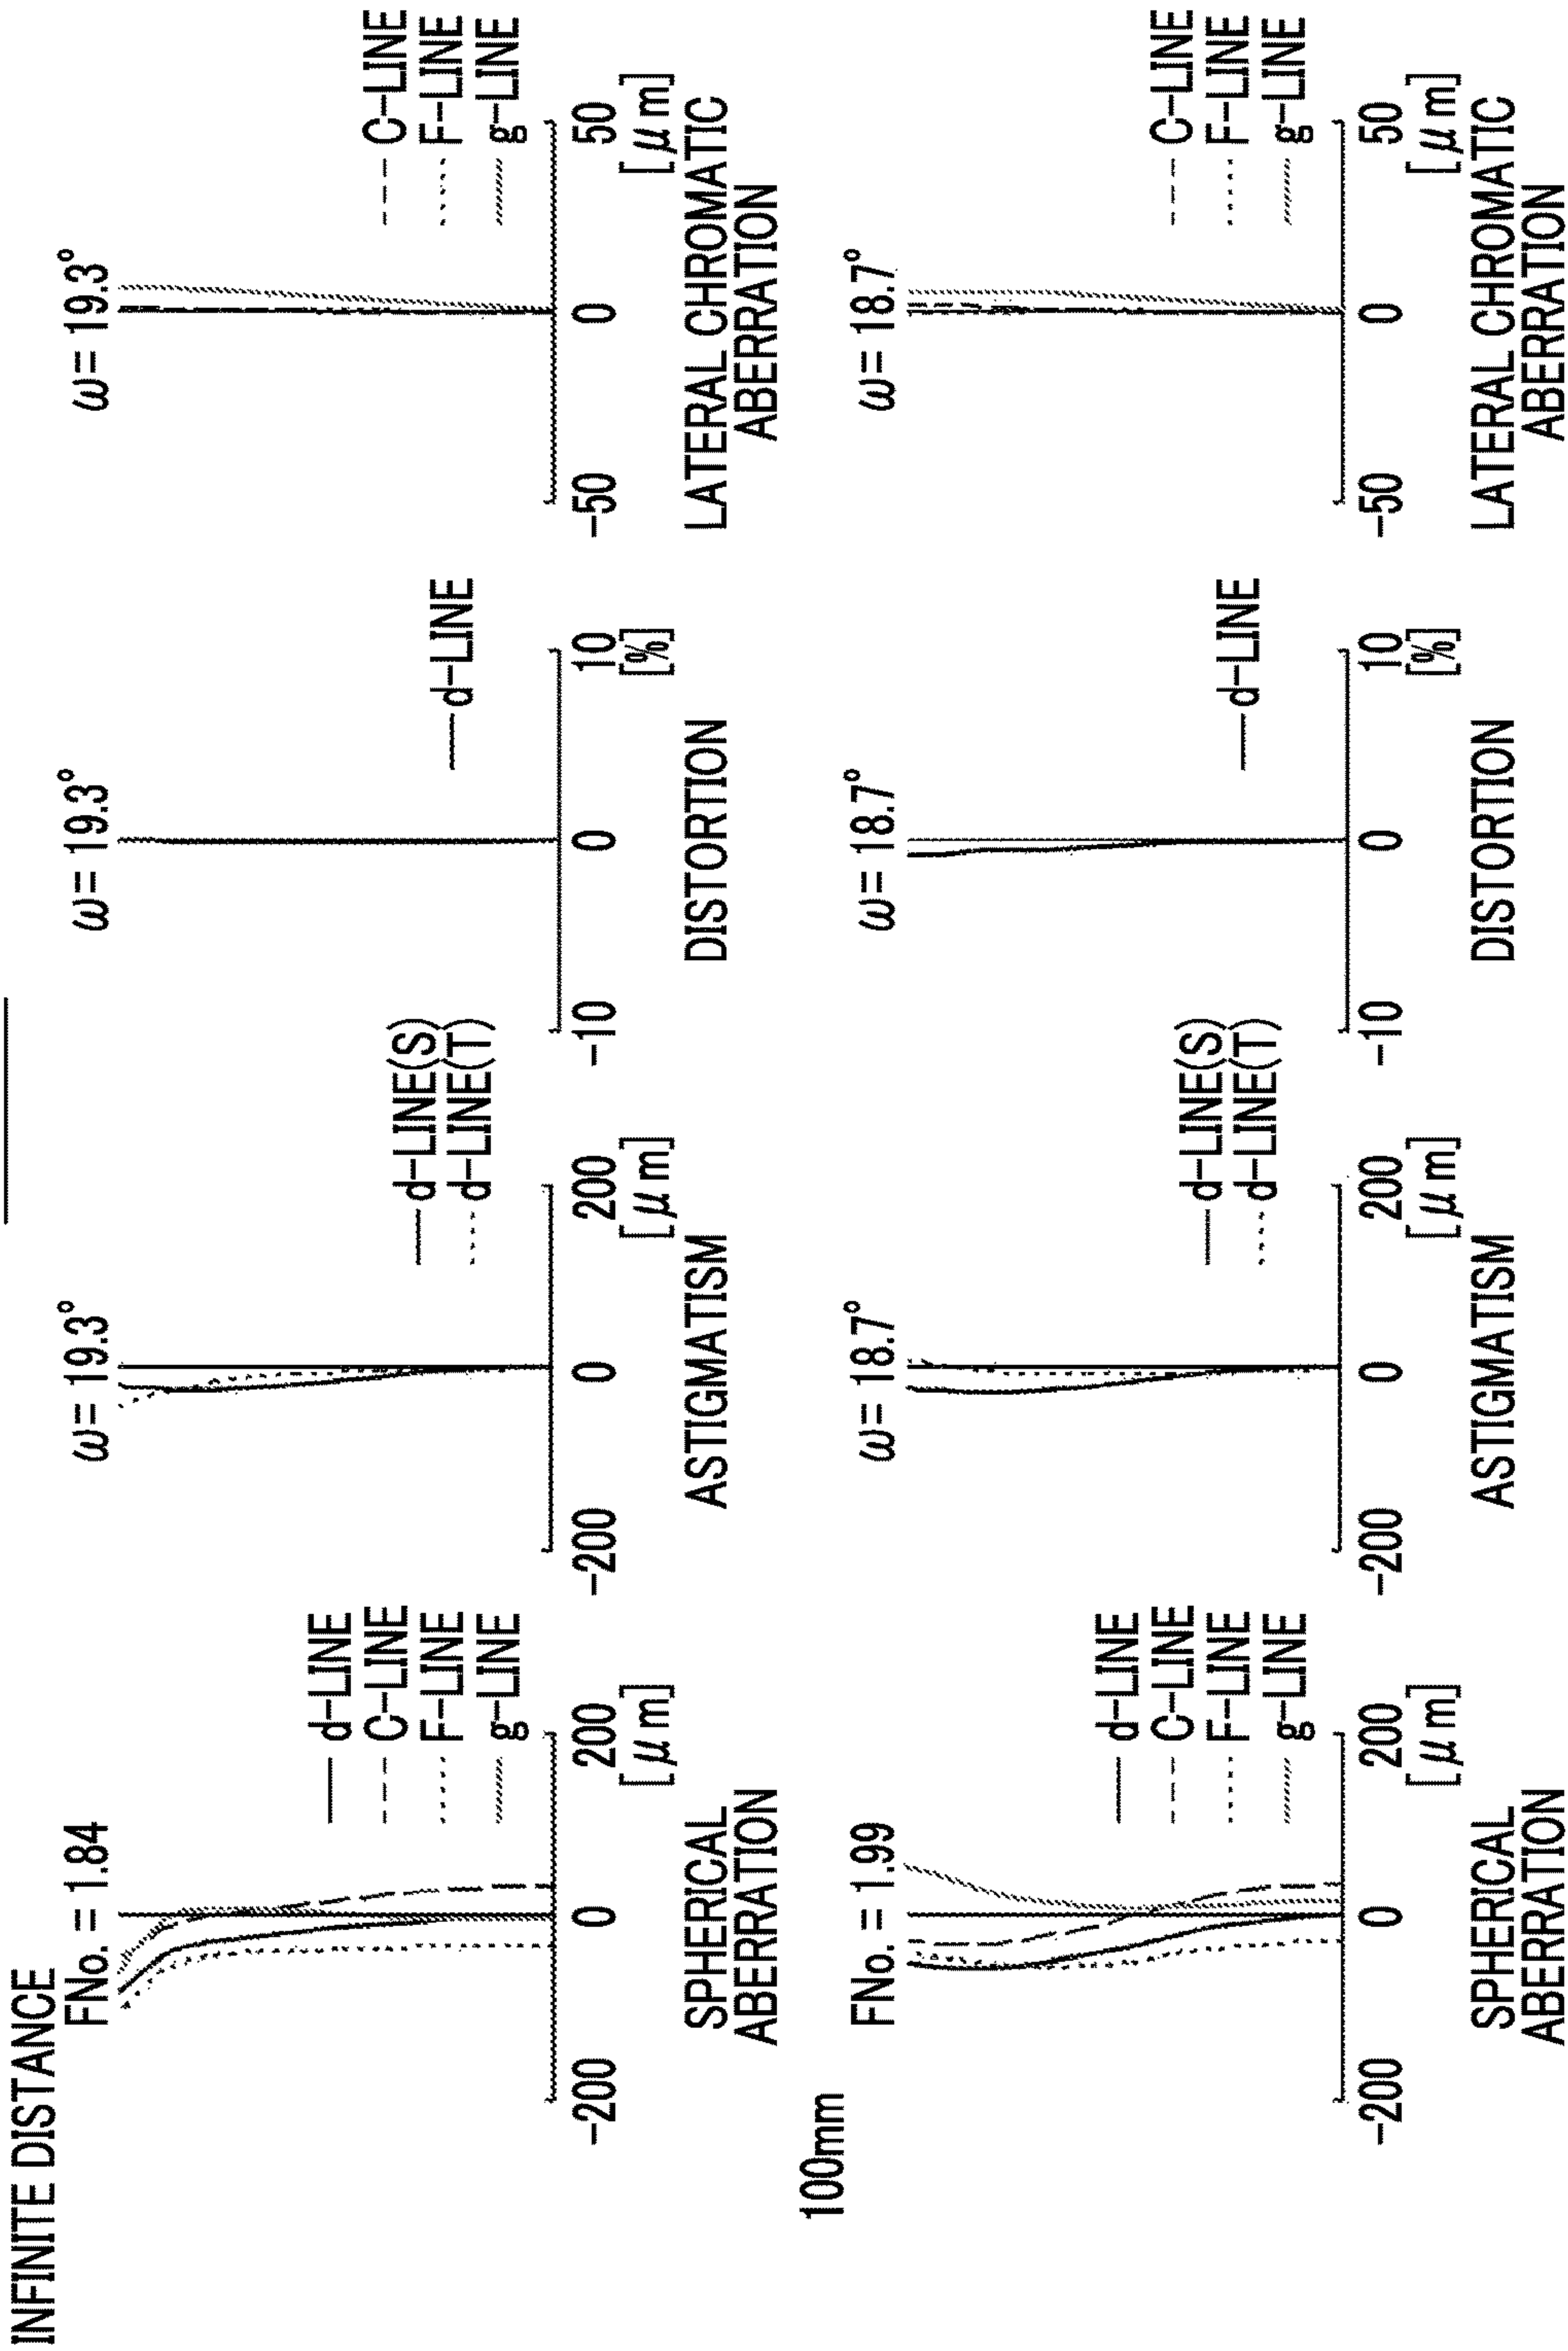 INFINITE DISTANCE
FNo. = 1.84
d-LINE
C-LINE
F-LINE
g-LINE
-200
0
200
[μm]
SPHERICAL
ABERRATION
ω= 19.3°
d-LINE(S)
d-LINE(T)
-200
0
200
[μm]
ASTIGMATISM
ω= 19.3°
d-LINE
-10
0
10
[%]
DISTORTION
ω= 19.3°
C-LINE
F-LINE
g-LINE
-50
0
50
[μm]
LATERAL CHROMATIC
ABERRATION
100mm
FNo. = 1.99
d-LINE
C-LINE
F-LINE
g-LINE
-200
0
200
[μm]
SPHERICAL
ABERRATION
ω= 18.7°
d-LINE(S)
d-LINE(T)
-200
0
200
[μm]
ASTIGMATISM
ω= 18.7°
d-LINE
-10
0
10
[%]
DISTORTION
ω= 18.7°
C-LINE
F-LINE
g-LINE
-50
0
50
[μm]
LATERAL CHROMATIC
ABERRATION